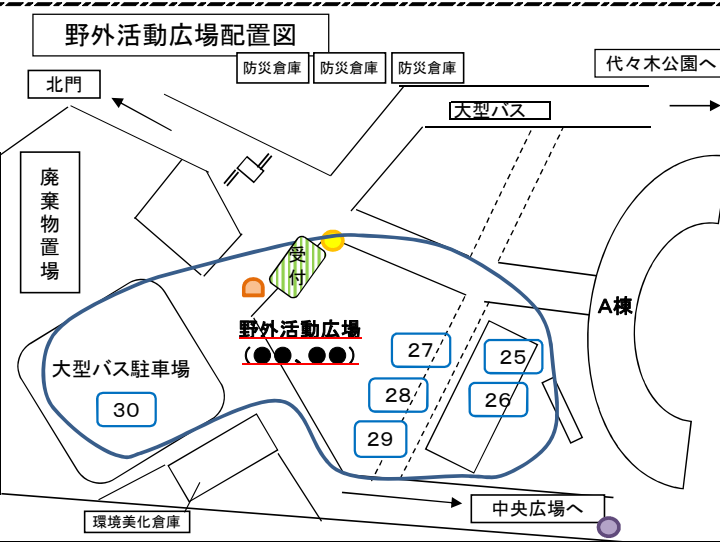 野外活動広場配置図
防災倉庫
防災倉庫
防災倉庫
代々木公園へ
北門
大型バス
廃棄物置場
受付
野外活動広場
（●●、●●）
A棟
27
25
大型バス駐車場
28
26
30
29
中央広場へ
環境美化倉庫